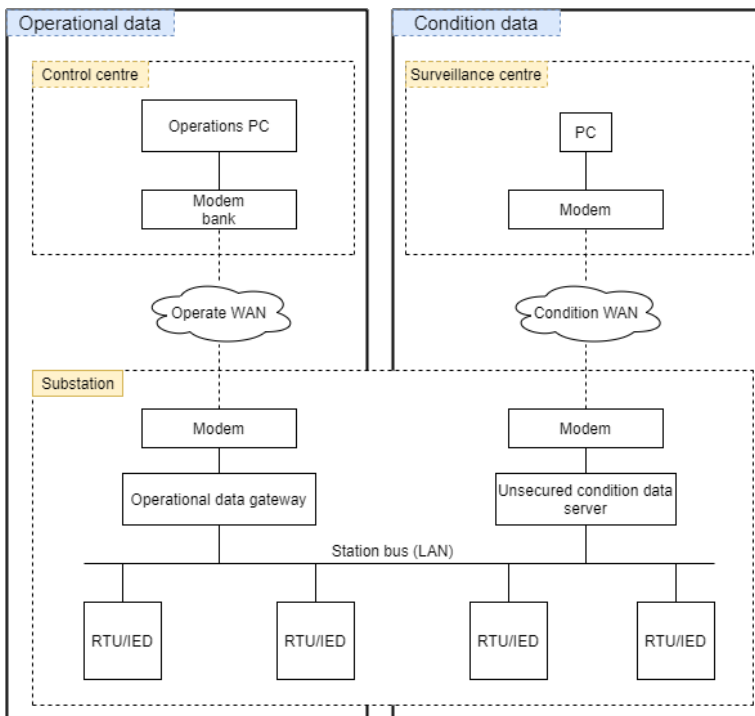 Operational data
Condition data
Control centre
Surveillance centre
Operations PC
PC
Modem
bank
Modem
Operate WAN
Condition WAN
Substation
Modem
Modem
Operational data gateway
Unsecured condition data
server
Station bus (LAN)
RTU/IED
RTU/IED
RTU/IED
RTU/IED